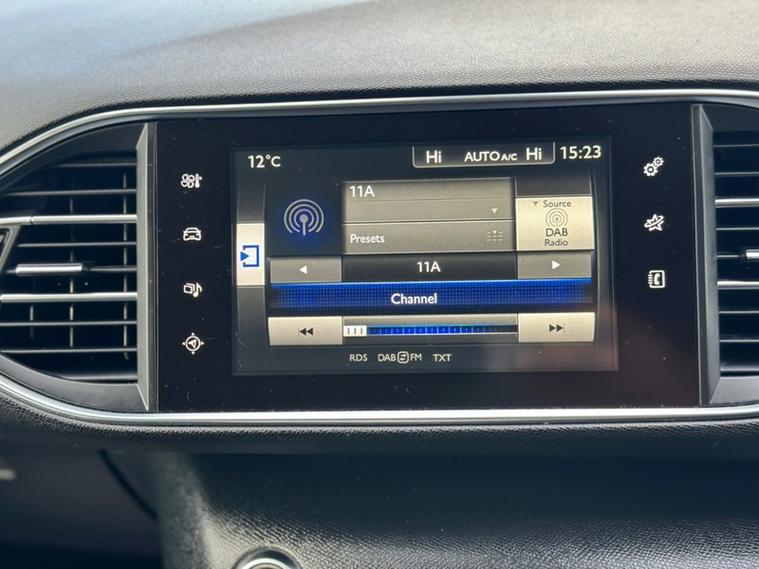 12°C Hi AUTO A/C Hi 15:23
11A
Source
DAB
Radio
Presets
11A
Channel
RDS DAB FM TXT